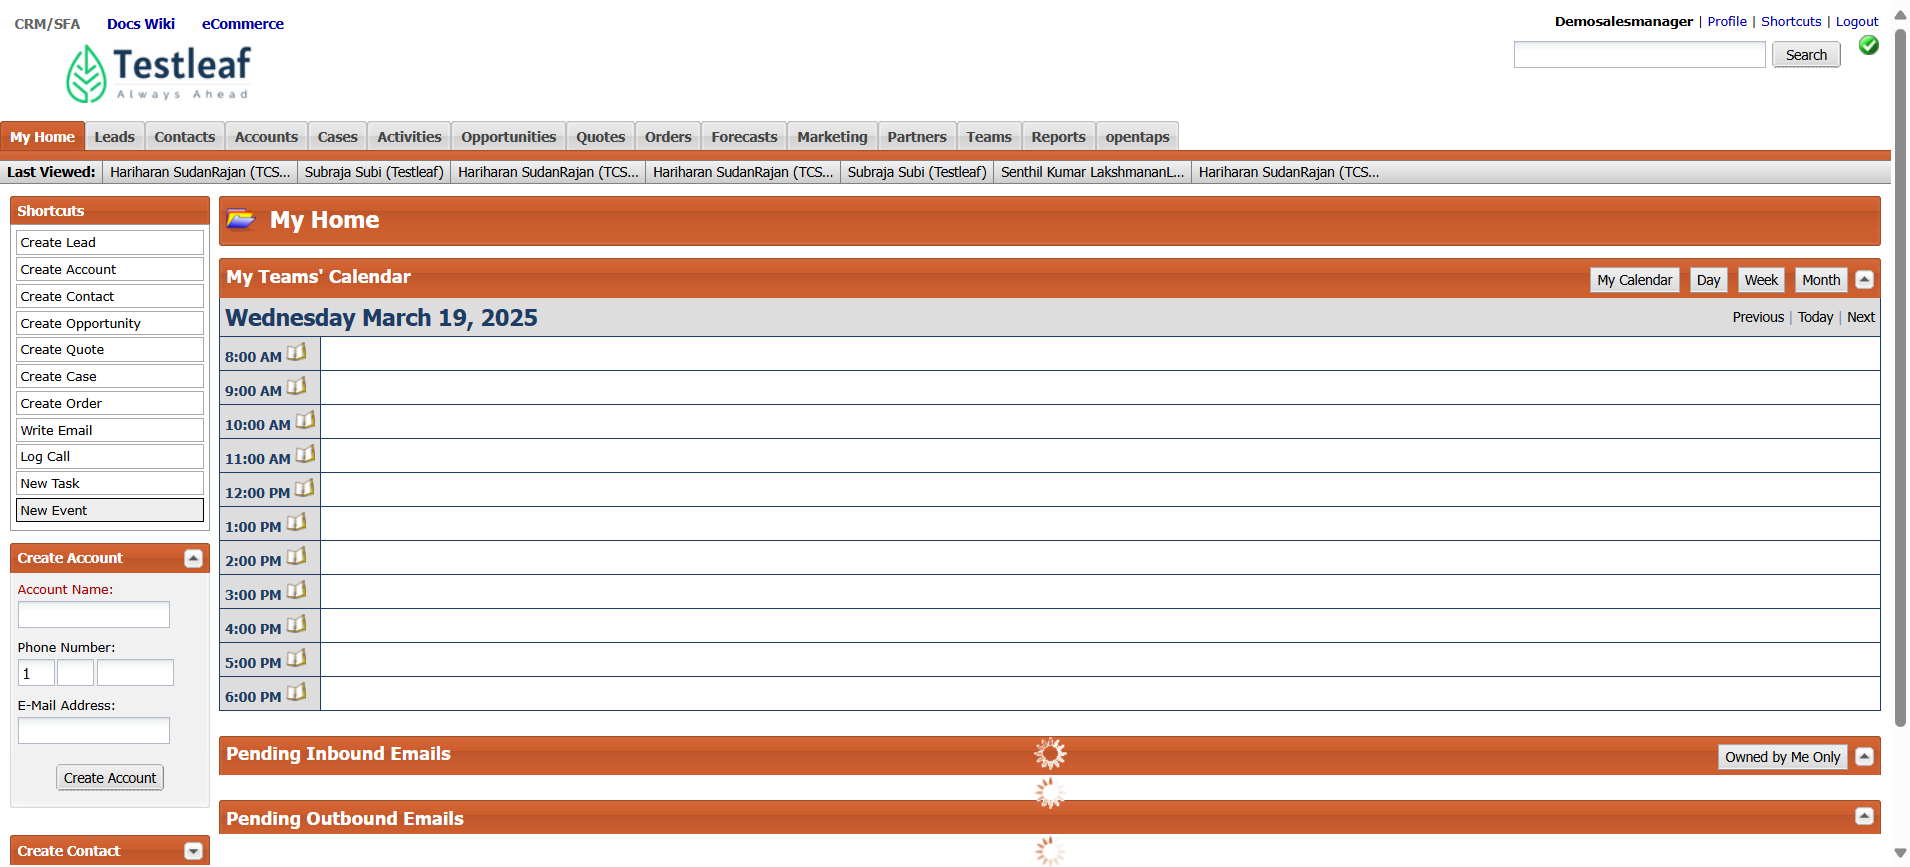 CRM/SFA Docs Wiki eCommerce
Demosalesmanager | Profile | Shortcuts | Logout
Testleaf
Always Ahead
Search
My Home Leads Contacts Accounts Cases Activities Opportunities Quotes Orders Forecasts Marketing Partners Teams Reports opentaps
Last Viewed: Hariharan SudanRajan (TCS... Subraja Subi (Testleaf) Hariharan SudanRajan (TCS... Hariharan SudanRajan (TCS... Subraja Subi (Testleaf) Senthil Kumar LakshmananL... Hariharan SudanRajan (TCS...
Shortcuts
Create Lead
Create Account
Create Contact
Create Opportunity
Create Quote
Create Case
Create Order
Write Email
Log Call
New Task
New Event
Create Account
Account Name:
Phone Number:
1
E-Mail Address:
Create Account
Create Contact
My Home
My Teams' Calendar
My Calendar Day Week Month
Wednesday March 19, 2025
Previous | Today | Next
8:00 AM
9:00 AM
10:00 AM
11:00 AM
12:00 PM
1:00 PM
2:00 PM
3:00 PM
4:00 PM
5:00 PM
6:00 PM
Pending Inbound Emails
Owned by Me Only
Pending Outbound Emails